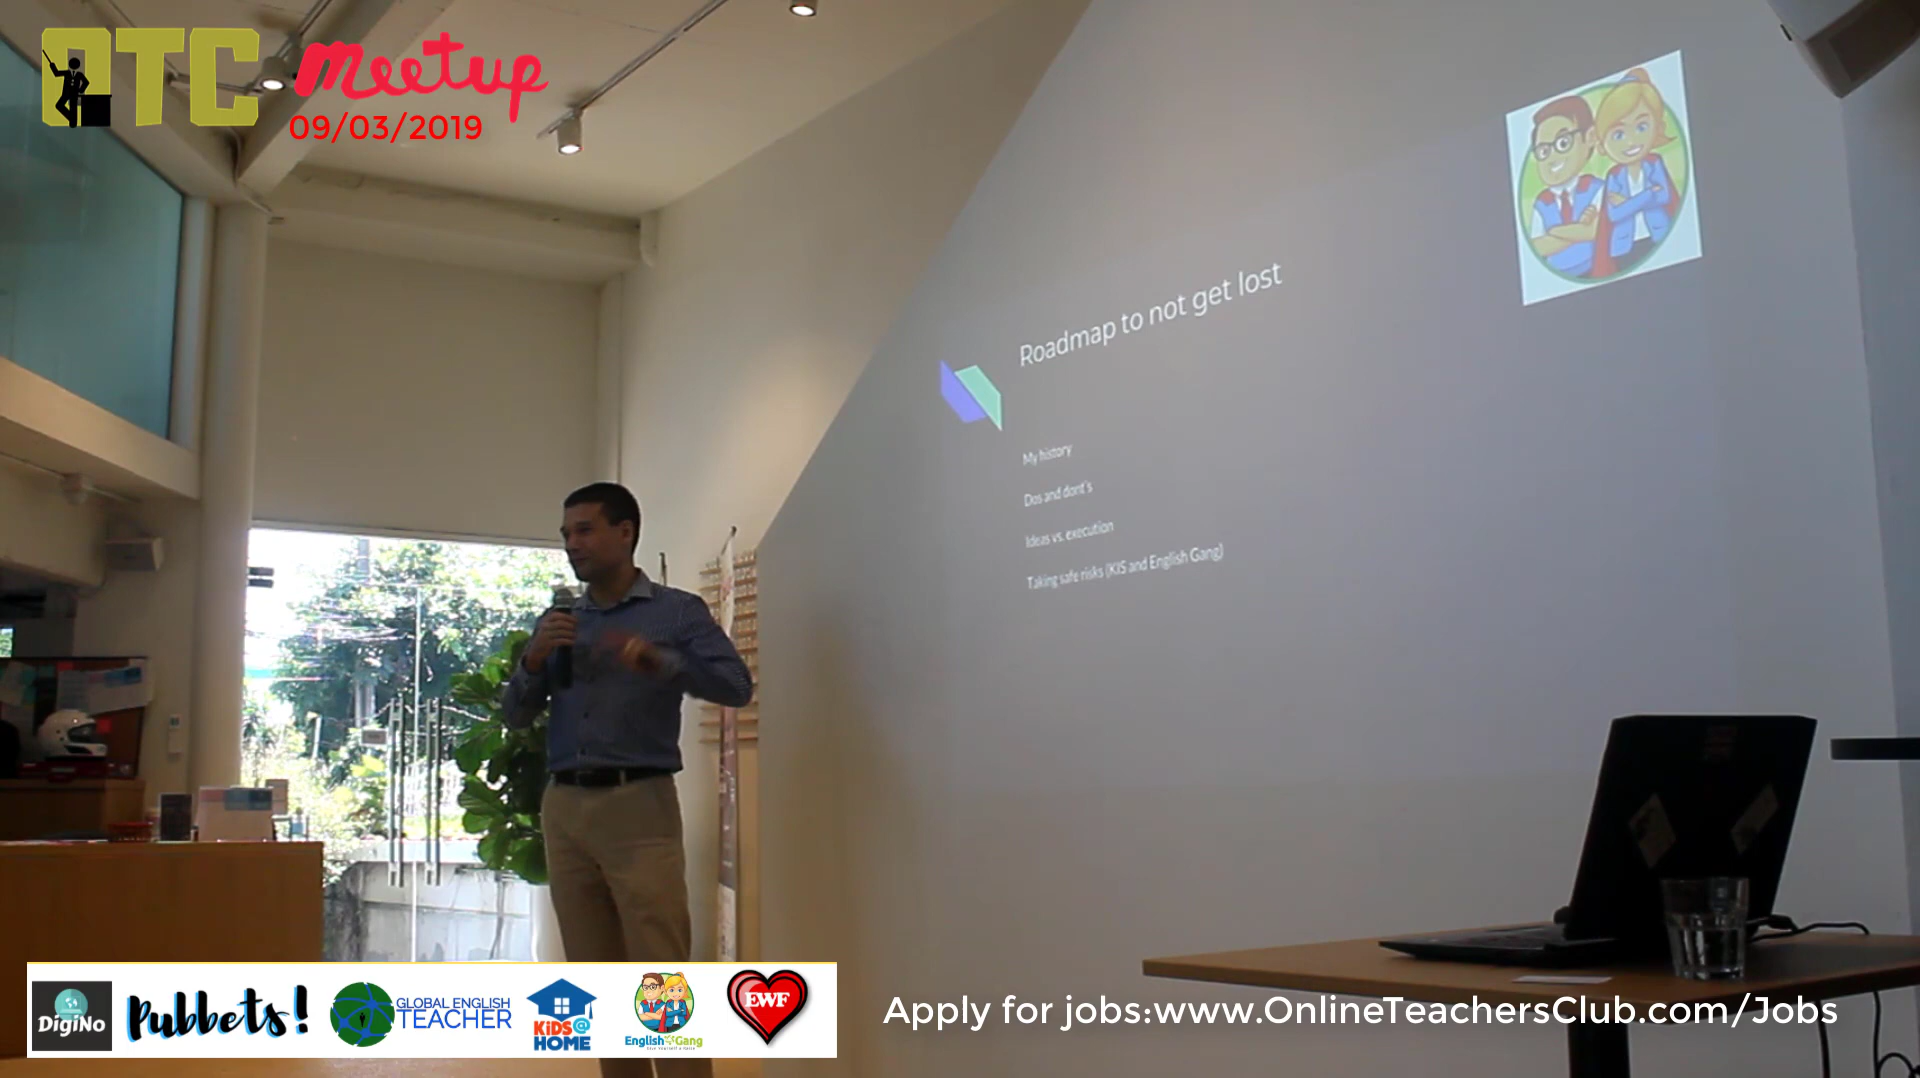 OTC
meetup
09/03/2019
Roadmap to not get lost
My history
Dos and dont's
Ideas vs. execution
Taking safe risks (KIS and English Gang)
DigiNo
Pubbets!
GLOBAL ENGLISH
TEACHER
KiDS@
HOME
English Gang
EWF
Apply for jobs:www.OnlineTeachersClub.com/Jobs